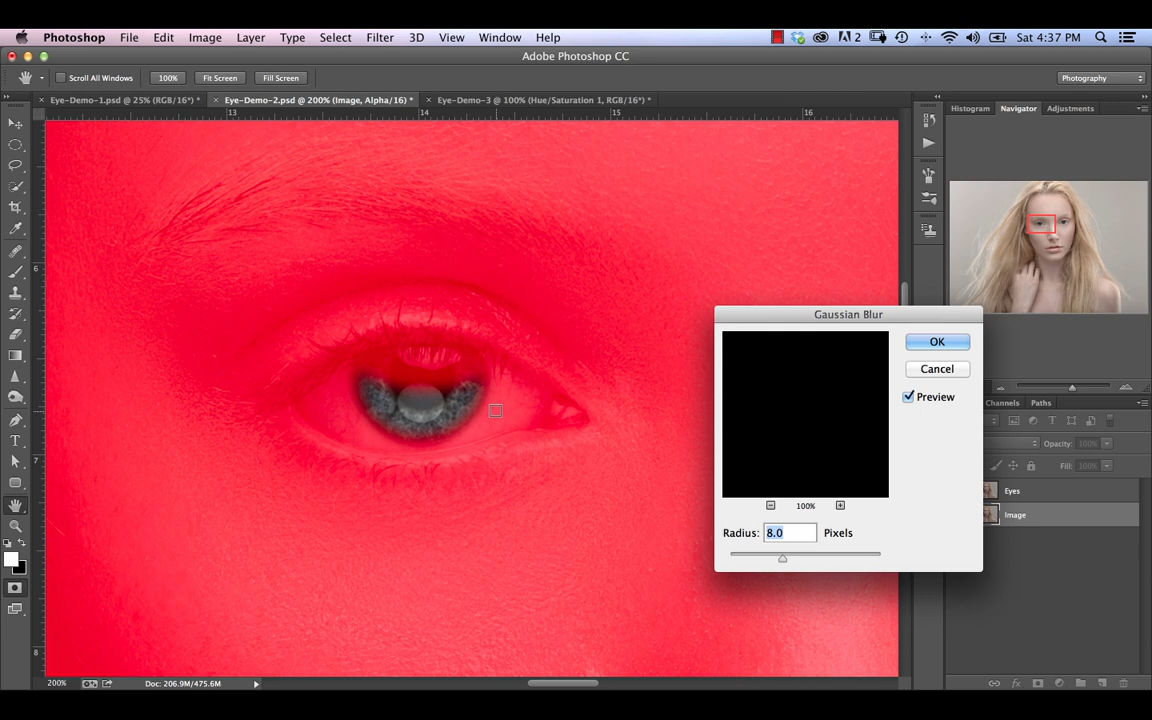 Photoshop File Edit Image Layer Type Select Filter 3D View Window Help 2 Sat 4:37 PM
Adobe Photoshop CC
Scroll All Windows 100% Fit Screen Fill Screen Photography
Eye-Demo-1.psd @ 25% (RGB/16*) * Eye-Demo-2.psd @ 200% (Image, Alpha/16) * Eye-Demo-3 @ 100% (Hue/Saturation 1, RGB/16*) * Histogram Navigator Adjustments
13 14 15 16
6
7
8
Gaussian Blur
OK
Cancel
Preview
100%
Radius: 8.0 Pixels
Channels Paths
Opacity: 100%
Fill: 100%
Eyes
Image
200% Doc: 206.9M/475.6M